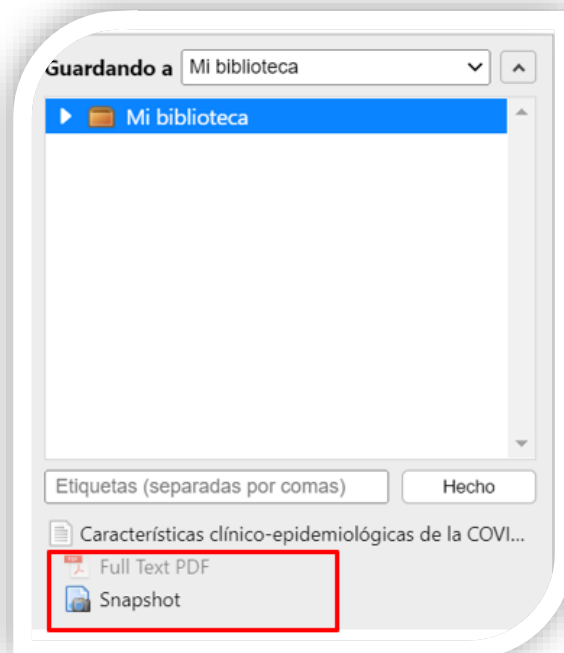 Guardando a Mi biblioteca
Mi biblioteca
Etiquetas (separadas por comas) Hecho
Características clínico-epidemiológicas de la COVI...
Full Text PDF
Snapshot